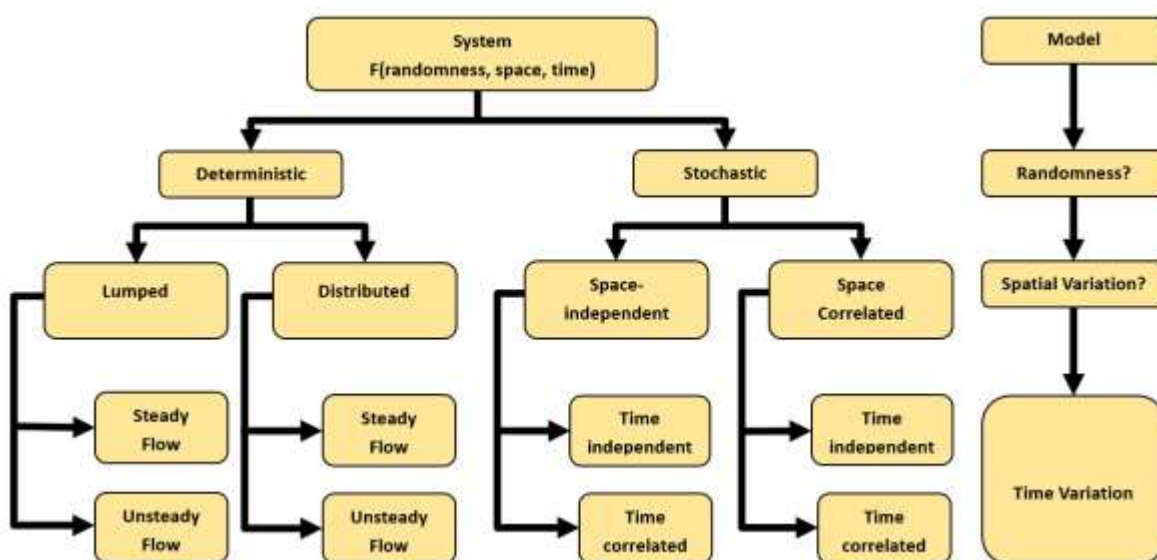 System
F(randomness, space, time)
Model
Deterministic
Stochastic
Randomness?
Lumped
Distributed
Space-
independent
Space
Correlated
Spatial Variation?
Steady
Flow
Steady
Flow
Time
independent
Time
independent
Time Variation
Unsteady
Flow
Unsteady
Flow
Time
correlated
Time
correlated